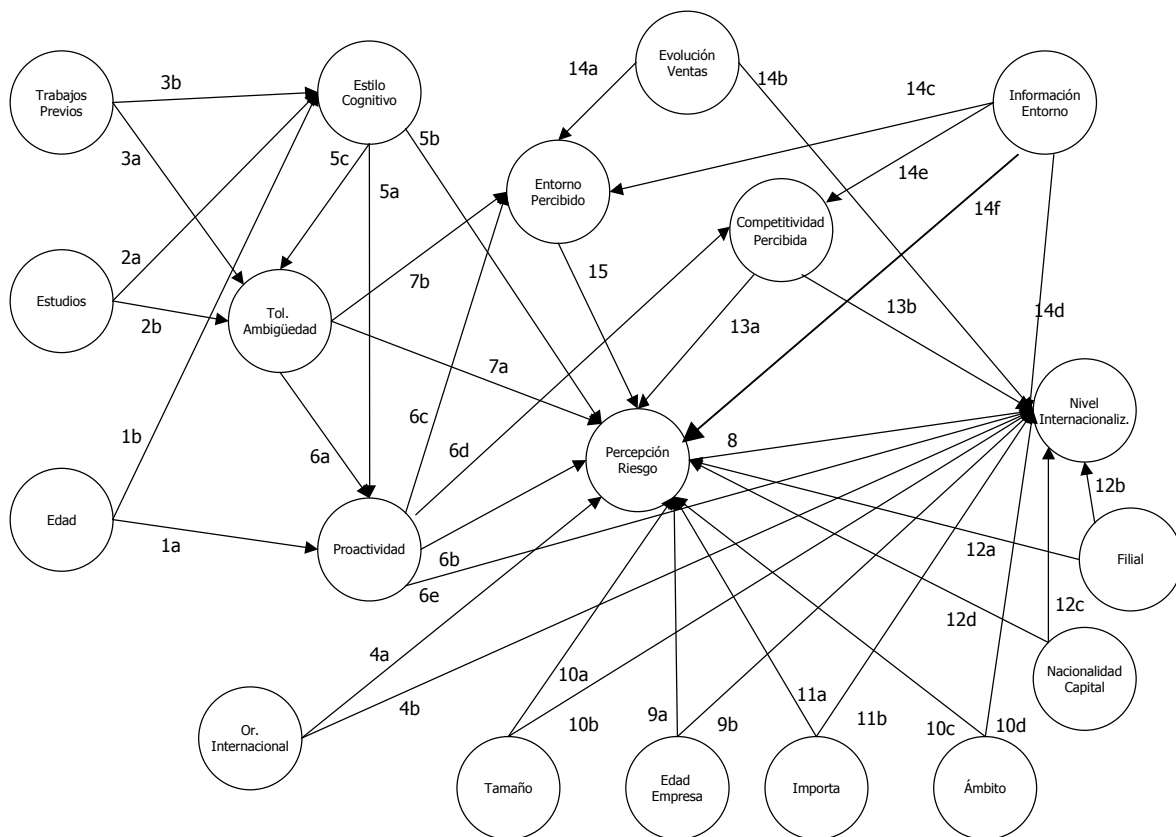 Evolución
Ventas
14a
14b
14c
Información
Entorno
3b
Estilo
Cognitivo
Trabajos
Previos
5b
3a
5c
5a
14e
Entorno
Percibido
14f
Competitividad
Percibida
2a
7b
15
Estudios
2b
Tol.
Ambigüedad
13a
13b
14d
7a
1b
6c
6d
Nivel
Internacionaliz.
6a
8
Percepción
Riesgo
12b
Edad
1a
Proactividad
6b
12a
Filial
6e
12c
12d
4a
10a
Nacionalidad
Capital
4b
10b
9a
9b
11a
11b
10c
10d
Or.
Internacional
Tamaño
Edad
Empresa
Importa
Ámbito